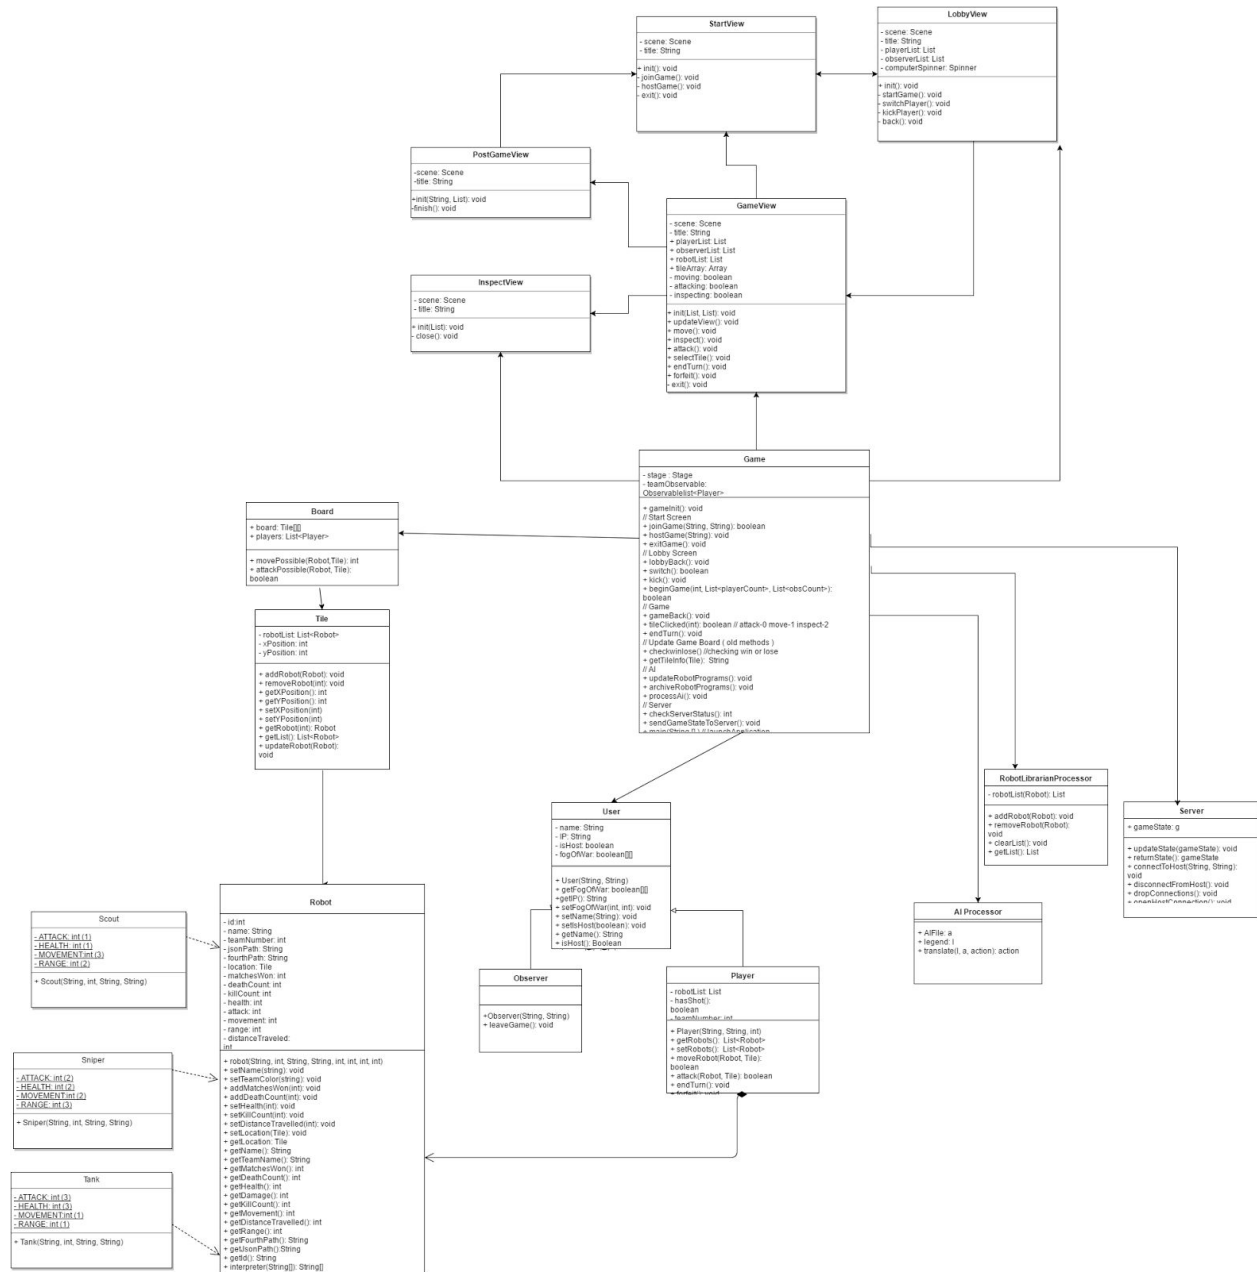 StartView
- scene: Scene
- title: String
+ init(): void
- joinGame(): void
- hostGame(): void
- exit(): void
LobbyView
- scene: Scene
- title: String
- playerList: List
- observerList: List
- computerSpinner: Spinner
+ init(): void
- startGame(): void
- switchPlayer(): void
- kickPlayer(): void
- back(): void
PostGameView
-scene: Scene
-title: String
+init(String, List): void
-finish(): void
GameView
- scene: Scene
- title: String
+ playerList: List
+ observerList: List
+ robotList: List
+ tileArray: Array
- moving: boolean
- attacking: boolean
- inspecting: boolean
+ init(List, List): void
+ updateView(): void
+ move(): void
+ inspect(): void
+ attack(): void
+ selectTile(): void
+ endTurn(): void
+ forfeit(): void
- exit(): void
InspectView
- scene: Scene
- title: String
+ init(List): void
- close(): void
Game
- stage : Stage
- teamObservable:
Observablelist<Player>
+ gameInit(): void
// Start Screen
+ joinGame(String, String): boolean
+ hostGame(String): void
+ exitGame(): void
// Lobby Screen
+ lobbyBack(): void
+ switch(): boolean
+ kick(): void
+ beginGame(int, List<playerCount>, List<obsCount>):
boolean
// Game
+ gameBack(): void
+ tileClicked(int): boolean // attack-0 move-1 inspect-2
+ endTurn(): void
// Update Game Board ( old methods )
+ checkwinlose() //checking win or lose
+ getTileInfo(Tile): String
// AI
+ updateRobotPrograms(): void
+ archiveRobotPrograms(): void
+ processAi(): void
// Server
+ checkServerStatus(): int
+ sendGameStateToServer(): void
+ main(String [] ) // launchApplication
Board
+ board: Tile[][]
+ players: List<Player>
+ movePossible(Robot,Tile): int
+ attackPossible(Robot, Tile):
boolean
Tile
- robotList: List<Robot>
- xPosition: int
- yPosition: int
+ addRobot(Robot): void
+ removeRobot(int): void
+ getXPosition(): int
+ getYPosition(): int
+ setXPosition(int)
+ setYPosition(int)
+ getRobot(int): Robot
+ getList(): List<Robot>
+ updateRobot(Robot):
void
User
- name: String
- IP: String
- isHost: boolean
- fogOfWar: boolean[][]
+ User(String, String)
+ getFogOfWar: boolean[][]
+getIP(): String
+ setFogOfWar(int, int): void
+ setName(String): void
+ setIsHost(boolean): void
+ getName(): String
+ isHost(): Boolean
RobotLibrarianProcessor
- robotList(Robot): List
+ addRobot(Robot): void
+ removeRobot(Robot):
void
+ clearList(): void
+ getList(): List
Server
+ gameState: g
+ updateState(gameState): void
+ returnState(): gameState
+ connectToHost(String, String):
void
+ disconnectFromHost(): void
+ dropConnections(): void
+ openHostConnection(): void
AI Processor
+ AIFile: a
+ legend: l
+ translate(l, a, action): action
Observer
+Observer(String, String)
+ leaveGame(): void
Player
- robotList: List
- hasShot():
boolean
- teamNumber: int
+ Player(String, String, int)
+ getRobots(): List<Robot>
+ setRobots(): List<Robot>
+ moveRobot(Robot, Tile):
boolean
+ attack(Robot, Tile): boolean
+ endTurn(): void
+ forfeit(): void
Robot
- id:int
- name: String
- teamNumber: int
- jsonPath: String
- fourthPath: String
- location: Tile
- matchesWon: int
- deathCount: int
- killCount: int
- health: int
- attack: int
- movement: int
- range: int
- distanceTraveled:
int
+ robot(String, int, String, String, int, int, int, int)
+ setName(string): void
+ setTeamColor(string): void
+ addMatchesWon(int): void
+ addDeathCount(int): void
+ setHealth(int): void
+ setKillCount(int): void
+ setDistanceTravelled(int): void
+ setLocation(Tile): void
+ getLocation: Tile
+ getName(): String
+ getTeamName(): String
+ getMatchesWon(): int
+ getDeathCount(): int
+ getHealth(): int
+ getDamage(): int
+ getKillCount(): int
+ getMovement(): int
+ getDistanceTravelled(): int
+ getRange(): int
+ getFourthPath(): String
+ getJsonPath():String
+ getId(): String
+ interpreter(String[]): String[]
Scout
- ATTACK: int (1)
- HEALTH: int (1)
- MOVEMENT:int(3)
- RANGE: int (2)
+ Scout(String, int, String, String)
Sniper
- ATTACK: int (2)
- HEALTH: int (2)
- MOVEMENT:int(2)
- RANGE: int (3)
+ Sniper(String, int, String, String)
Tank
- ATTACK: int (3)
- HEALTH: int (3)
- MOVEMENT:int(1)
- RANGE: int (1)
+ Tank(String, int, String, String)